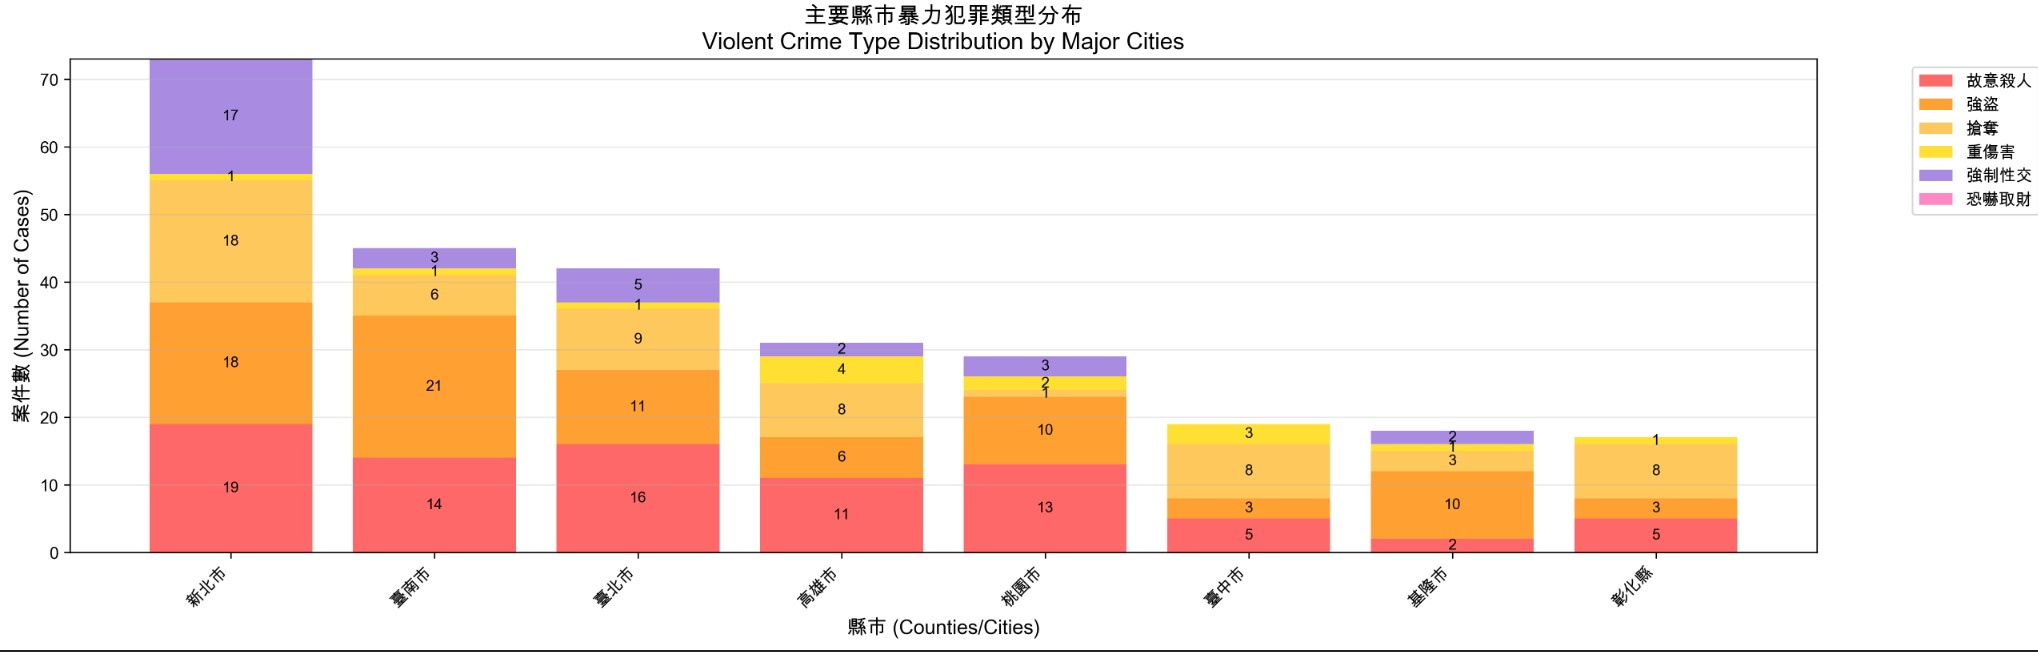 主要縣市暴力犯罪類型分布
Violent Crime Type Distribution by Major Cities
案件數 (Number of Cases)
70
60
50
40
30
20
10
0
17
1
18
18
19
3
1
6
21
14
5
1
9
11
16
2
4
8
6
11
3
2
1
10
13
3
8
3
5
2
1
3
10
2
1
8
3
5
新北市
臺南市
臺北市
高雄市
桃園市
臺中市
基隆市
彰化縣
縣市 (Counties/Cities)
故意殺人
強盜
搶奪
重傷害
強制性交
恐嚇取財